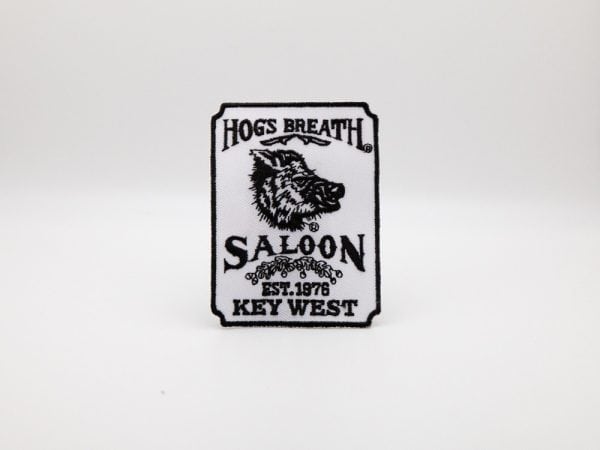 HOG'S BREATH®
®
SALOON
EST. 1976
KEY WEST